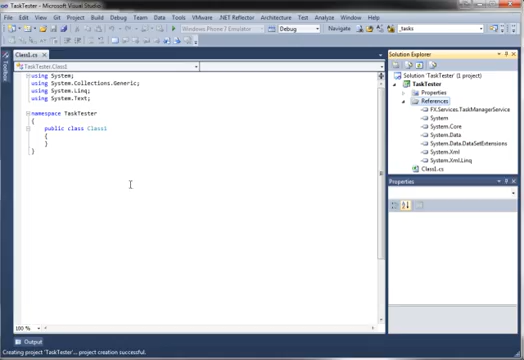 TaskTester - Microsoft Visual Studio
File Edit View Git Project Build Debug Team Data Tools VMware .NET Reflector Architecture Test Analyze Window Help
Windows Phone 7 Emulator Debug Navigate _tasks
Class1.cs
TaskTester.Class1
using System;
using System.Collections.Generic;
using System.Linq;
using System.Text;
namespace TaskTester
{
public class Class1
{
}
}
100 %
Output
Creating project 'TaskTester'... project creation successful.
Toolbox
Solution Explorer
Solution 'TaskTester' (1 project)
TaskTester
Properties
References
FX.Services.TaskManagerService
System
System.Core
System.Data
System.Data.DataSetExtensions
System.Xml
System.Xml.Linq
Class1.cs
Properties